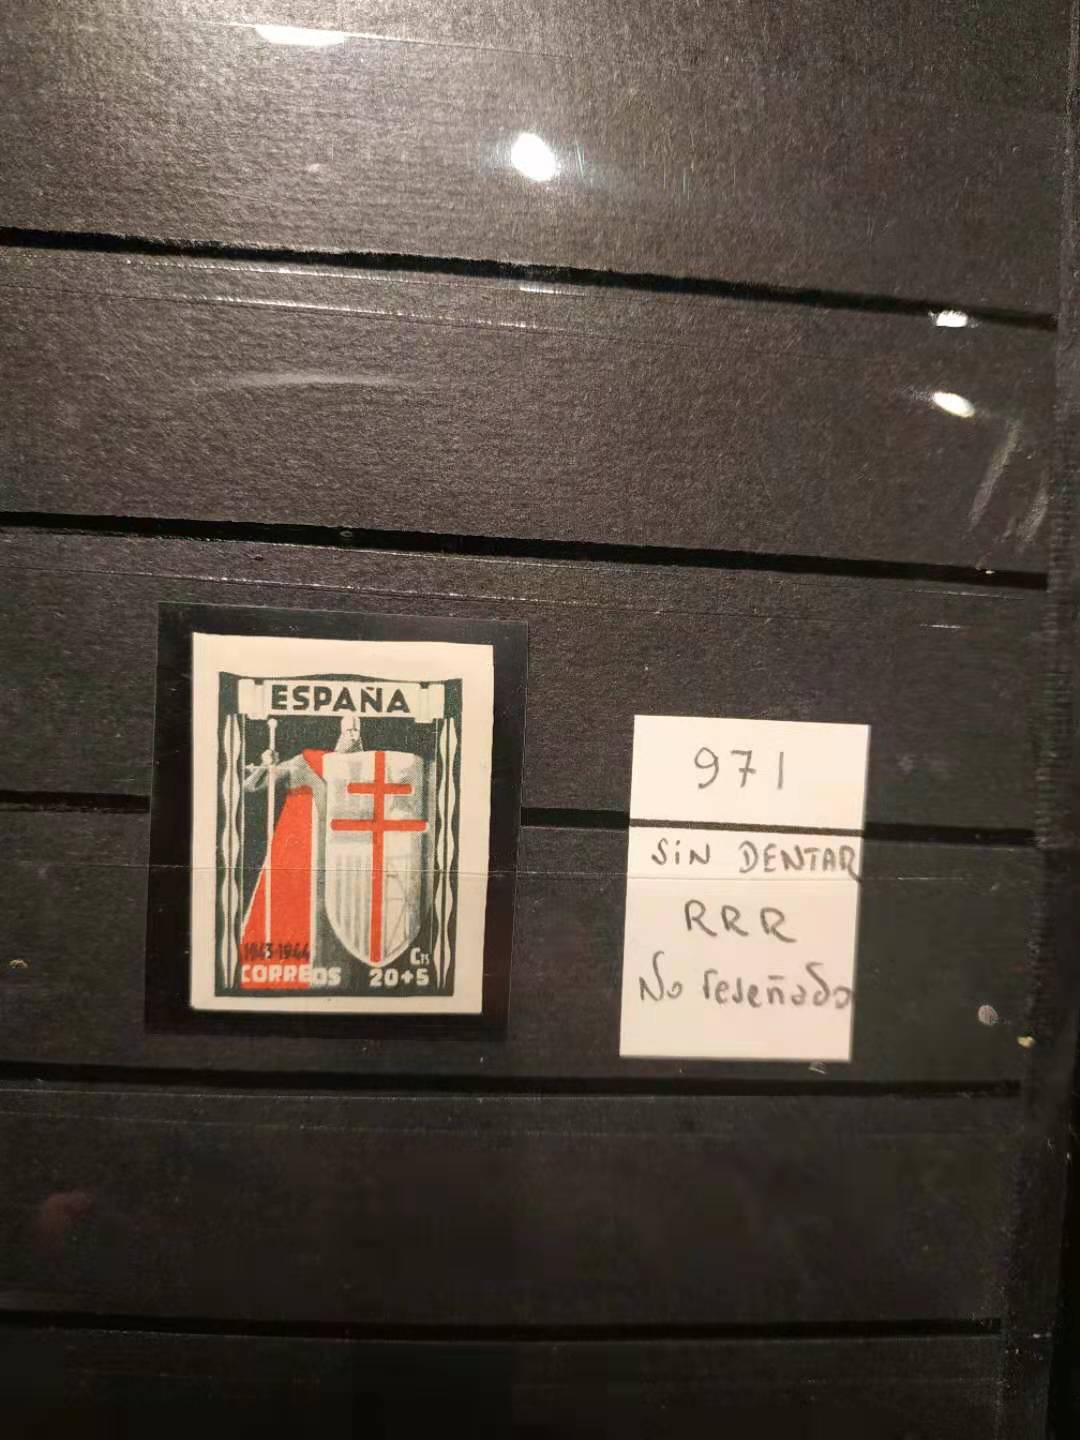 ESPAÑA
1943-1944
Cts
CORREOS 20+5
971
SIN DENTAR
RRR
No reseñado